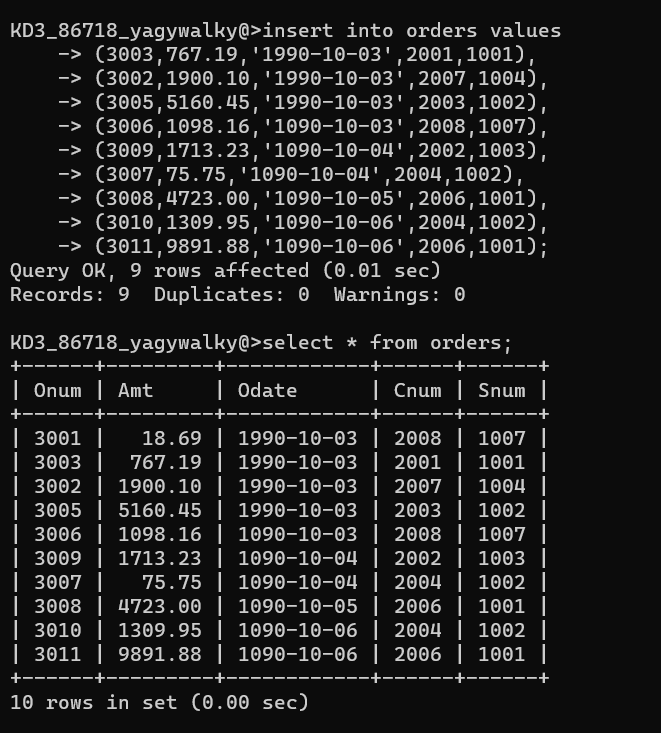 KD3_86718_yagywalky@>insert into orders values
    -> (3003,767.19,'1990-10-03',2001,1001),
    -> (3002,1900.10,'1990-10-03',2007,1004),
    -> (3005,5160.45,'1990-10-03',2003,1002),
    -> (3006,1098.16,'1090-10-03',2008,1007),
    -> (3009,1713.23,'1090-10-04',2002,1003),
    -> (3007,75.75,'1090-10-04',2004,1002),
    -> (3008,4723.00,'1090-10-05',2006,1001),
    -> (3010,1309.95,'1090-10-06',2004,1002),
    -> (3011,9891.88,'1090-10-06',2006,1001);
Query OK, 9 rows affected (0.01 sec)
Records: 9  Duplicates: 0  Warnings: 0

KD3_86718_yagywalky@>select * from orders;
+------+---------+------------+------+------+
| Onum | Amt     | Odate      | Cnum | Snum |
+------+---------+------------+------+------+
| 3001 |   18.69 | 1990-10-03 | 2008 | 1007 |
| 3003 |  767.19 | 1990-10-03 | 2001 | 1001 |
| 3002 | 1900.10 | 1990-10-03 | 2007 | 1004 |
| 3005 | 5160.45 | 1990-10-03 | 2003 | 1002 |
| 3006 | 1098.16 | 1090-10-03 | 2008 | 1007 |
| 3009 | 1713.23 | 1090-10-04 | 2002 | 1003 |
| 3007 |   75.75 | 1090-10-04 | 2004 | 1002 |
| 3008 | 4723.00 | 1090-10-05 | 2006 | 1001 |
| 3010 | 1309.95 | 1090-10-06 | 2004 | 1002 |
| 3011 | 9891.88 | 1090-10-06 | 2006 | 1001 |
+------+---------+------------+------+------+
10 rows in set (0.00 sec)